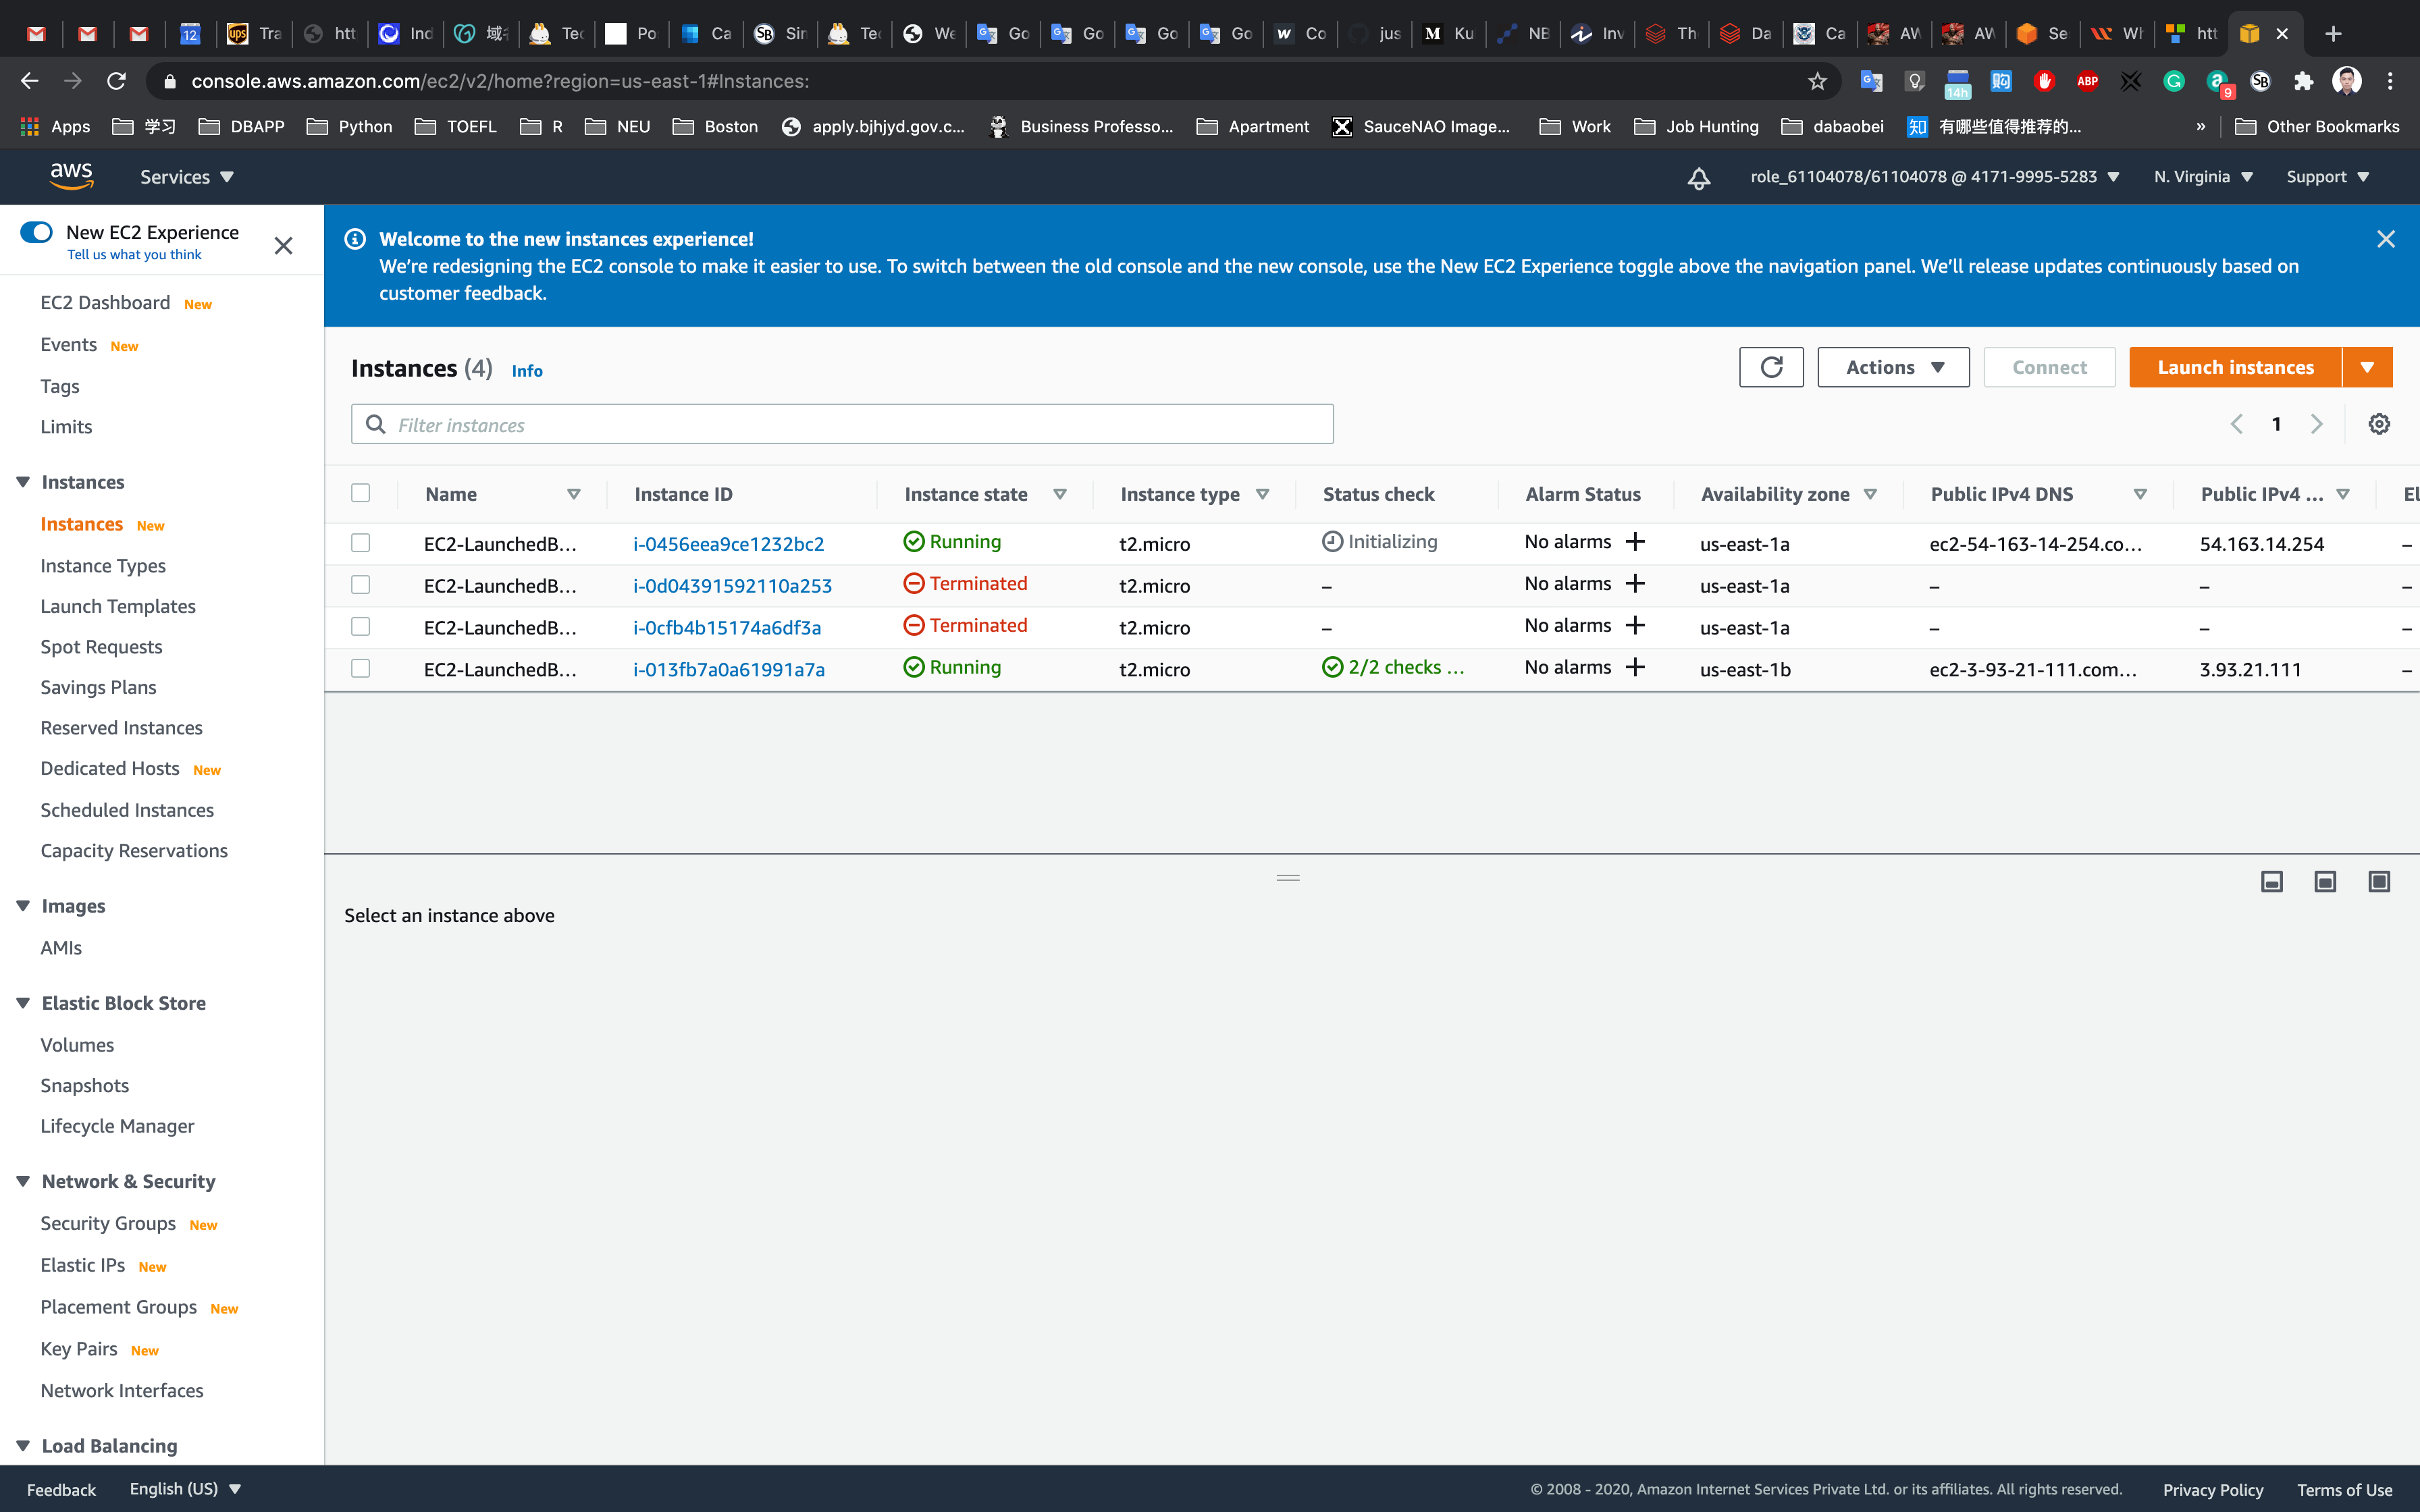 12 Tra htt Ind Tec Po Ca Sir Tec We Go Go Go Go Co jus Ku NB Inv Th Da Ca AV AV Se Wh htt
console.aws.amazon.com/ec2/v2/home?region=us-east-1#Instances:
14h ABP 9
Apps 学习 DBAPP Python TOEFL R NEU Boston apply.bjhjyd.gov.c... Business Professo... Apartment SauceNAO Image... Work Job Hunting dabaobei 知 有哪些值得推荐的... » Other Bookmarks
aws Services role_61104078/61104078 @ 4171-9995-5283 N. Virginia Support
New EC2 Experience
Tell us what you think
EC2 Dashboard New
Events New
Tags
Limits
Instances
Instances New
Instance Types
Launch Templates
Spot Requests
Savings Plans
Reserved Instances
Dedicated Hosts New
Scheduled Instances
Capacity Reservations
Images
AMIs
Elastic Block Store
Volumes
Snapshots
Lifecycle Manager
Network & Security
Security Groups New
Elastic IPs New
Placement Groups New
Key Pairs New
Network Interfaces
Load Balancing
Welcome to the new instances experience!
We’re redesigning the EC2 console to make it easier to use. To switch between the old console and the new console, use the New EC2 Experience toggle above the navigation panel. We’ll release updates continuously based on
customer feedback.
Instances (4) Info
Actions Connect Launch instances
Filter instances
1
Name Instance ID Instance state Instance type Status check Alarm Status Availability zone Public IPv4 DNS Public IPv4 ... El
EC2-LaunchedB... i-0456eea9ce1232bc2 Running t2.micro Initializing No alarms + us-east-1a ec2-54-163-14-254.co... 54.163.14.254 –
EC2-LaunchedB... i-0d04391592110a253 Terminated t2.micro – No alarms + us-east-1a – – –
EC2-LaunchedB... i-0cfb4b15174a6df3a Terminated t2.micro – No alarms + us-east-1a – – –
EC2-LaunchedB... i-013fb7a0a61991a7a Running t2.micro 2/2 checks ... No alarms + us-east-1b ec2-3-93-21-111.com... 3.93.21.111 –
Select an instance above
Feedback English (US) © 2008 - 2020, Amazon Internet Services Private Ltd. or its affiliates. All rights reserved. Privacy Policy Terms of Use